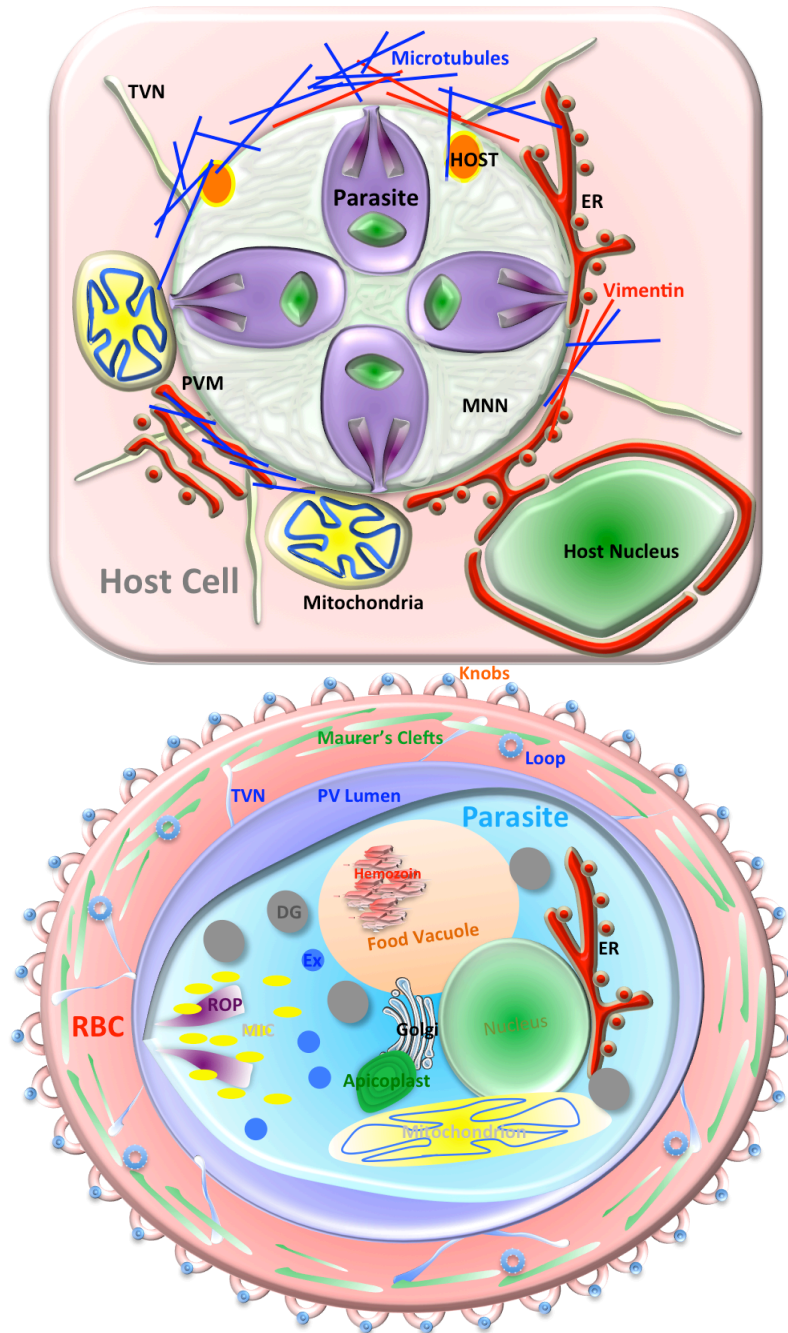 Microtubules
TVN
HOST
Parasite
ER
Vimentin
PVM
MNN
Host Nucleus
Host Cell
Mitochondria
Knobs
Maurer's Clefts
Loop
TVN
PV Lumen
Parasite
Hemozoin
DG
Food Vacuole
ER
Ex
ROP
RBC
MIC
Golgi
Nucleus
Apicoplast
Mitochondrion